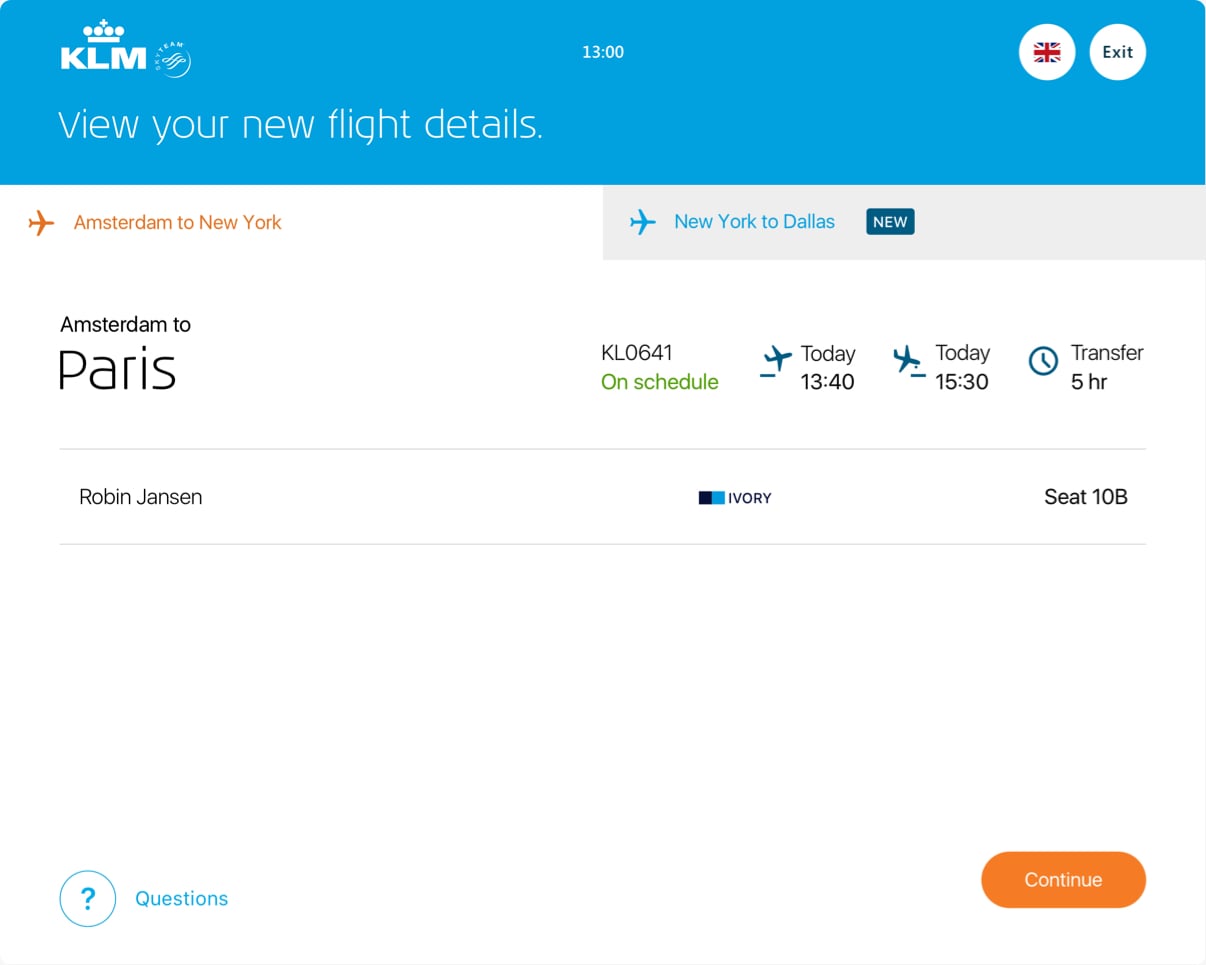 KLM
SKYTEAM
13:00
Exit
View your new flight details.
Amsterdam to New York
New York to Dallas NEW
Amsterdam to
Paris
KL0641
On schedule
Today
13:40
Today
15:30
Transfer
5 hr
Robin Jansen
IVORY
Seat 10B
? Questions
Continue